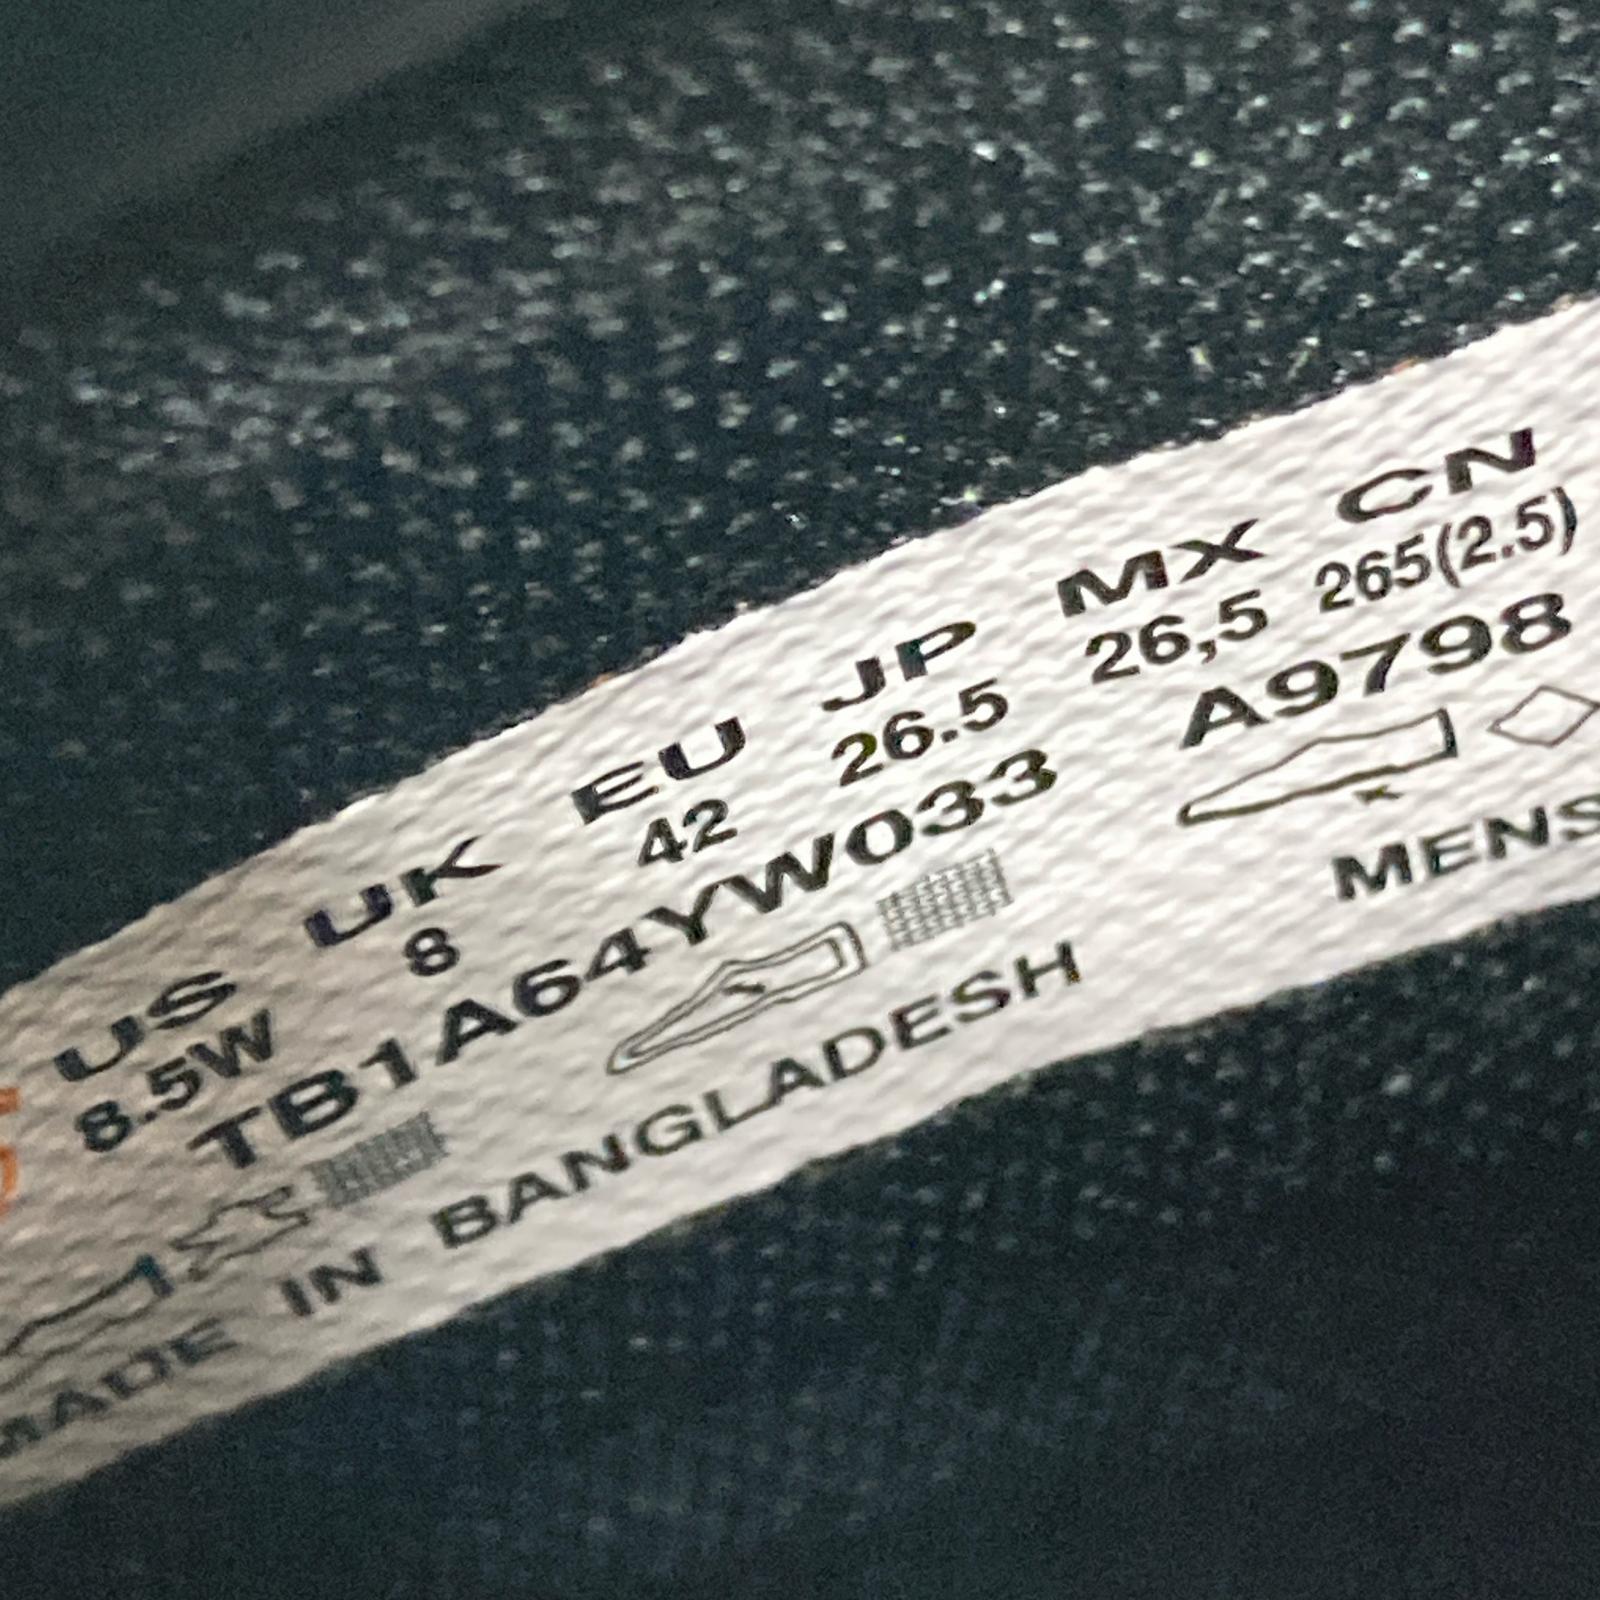 US UK EU JP MX CN
8.5W 8 42 26.5 26,5 265(2.5)
TB1A64YW033 A9798
MADE IN BANGLADESH MENS